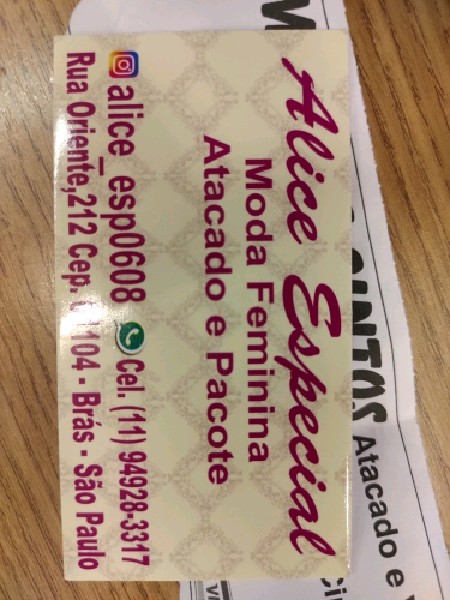 Alice Especial
Moda Feminina
Atacado e Pacote
alice_esp0608 Cel. (11) 94928-3317
Rua Oriente,212 Cep. 104 - Brás - São Paulo
CINTOS
Atacado e